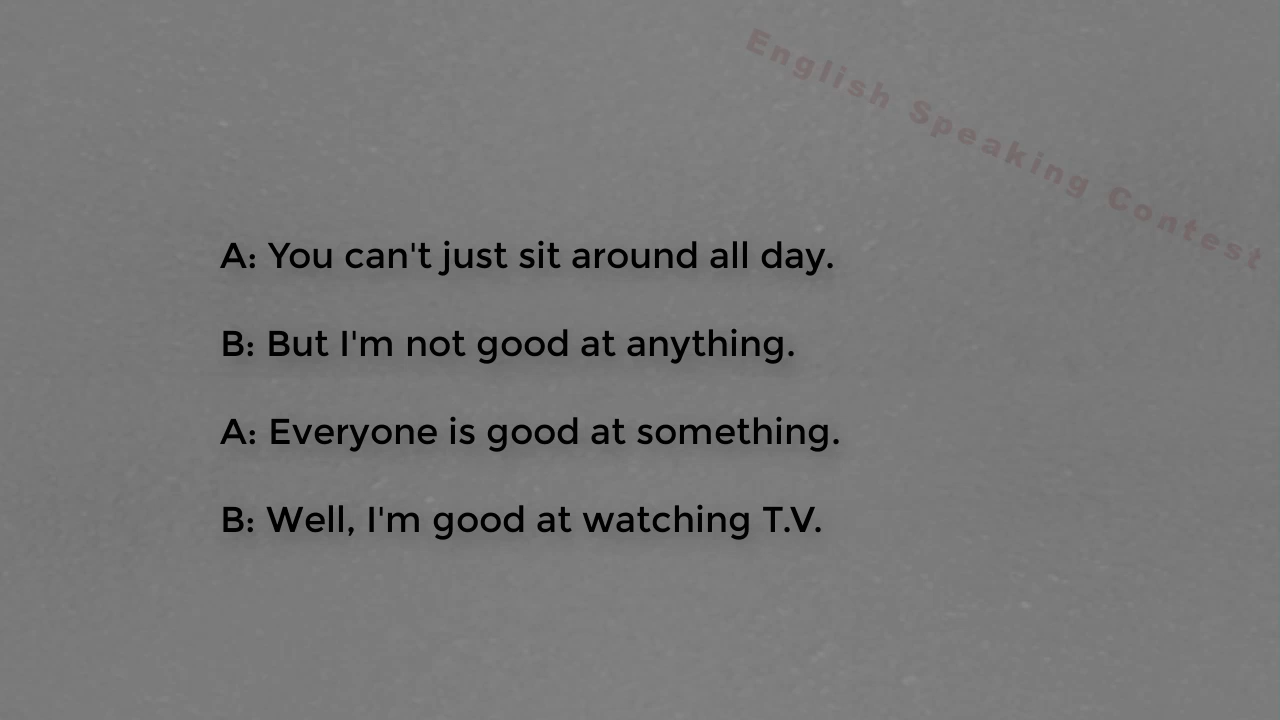 English Speaking Contest
A: You can't just sit around all day.
B: But I'm not good at anything.
A: Everyone is good at something.
B: Well, I'm good at watching T.V.